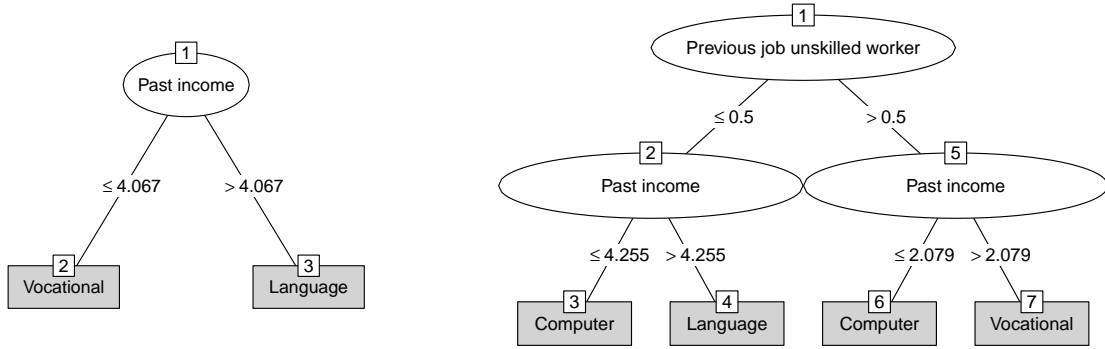 1
Past income
≤ 4.067
> 4.067
2
Vocational
3
Language
1
Previous job unskilled worker
≤ 0.5
> 0.5
2
Past income
5
Past income
≤ 4.255
> 4.255
≤ 2.079
> 2.079
3
Computer
4
Language
6
Computer
7
Vocational